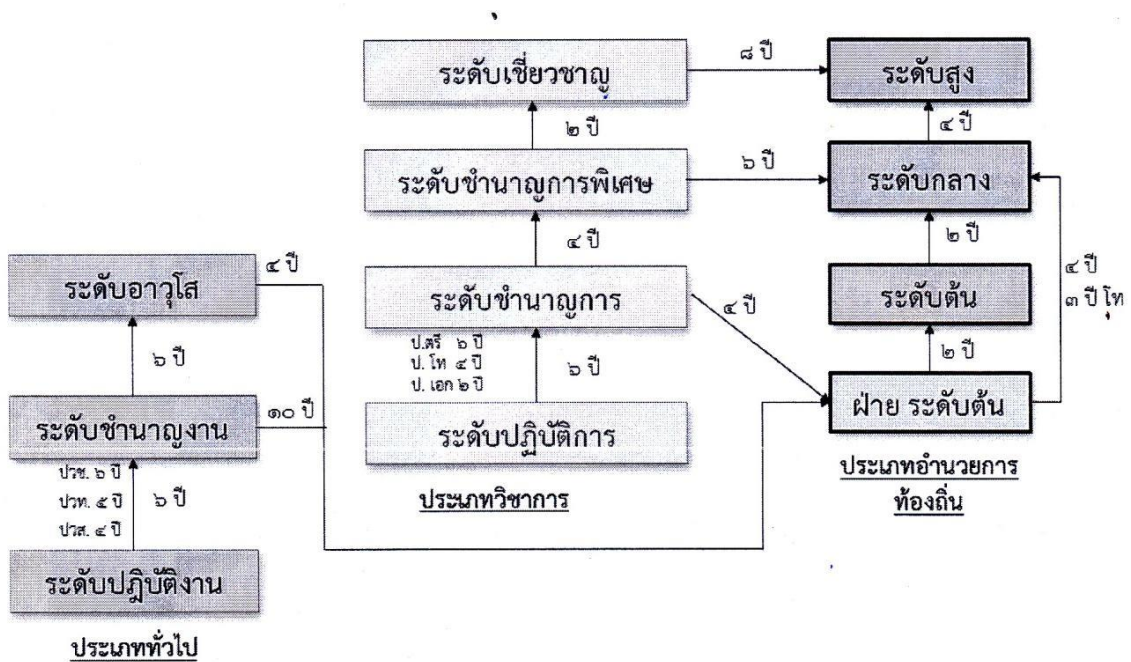 ระดับเชี่ยวชาญ
๘ ปี
ระดับสูง
๒ ปี
๔ ปี
ระดับชำนาญการพิเศษ
๖ ปี
ระดับกลาง
๔ ปี
๒ ปี
ระดับอาวุโส
๔ ปี
ระดับชำนาญการ
๔ ปี
ระดับต้น
๔ ปี
๓ ปี โท
๖ ปี
ป.ตรี ๖ ปี
ป. โท ๔ ปี
ป. เอก ๒ ปี
๖ ปี
๒ ปี
ระดับชำนาญงาน
๑๐ ปี
ระดับปฏิบัติการ
ฝ่าย ระดับต้น
ปวช. ๖ ปี
ปวท. ๕ ปี
ปวส. ๔ ปี
๖ ปี
ประเภทวิชาการ
ประเภทอำนวยการ
ท้องถิ่น
ระดับปฏิบัติงาน
ประเภททั่วไป